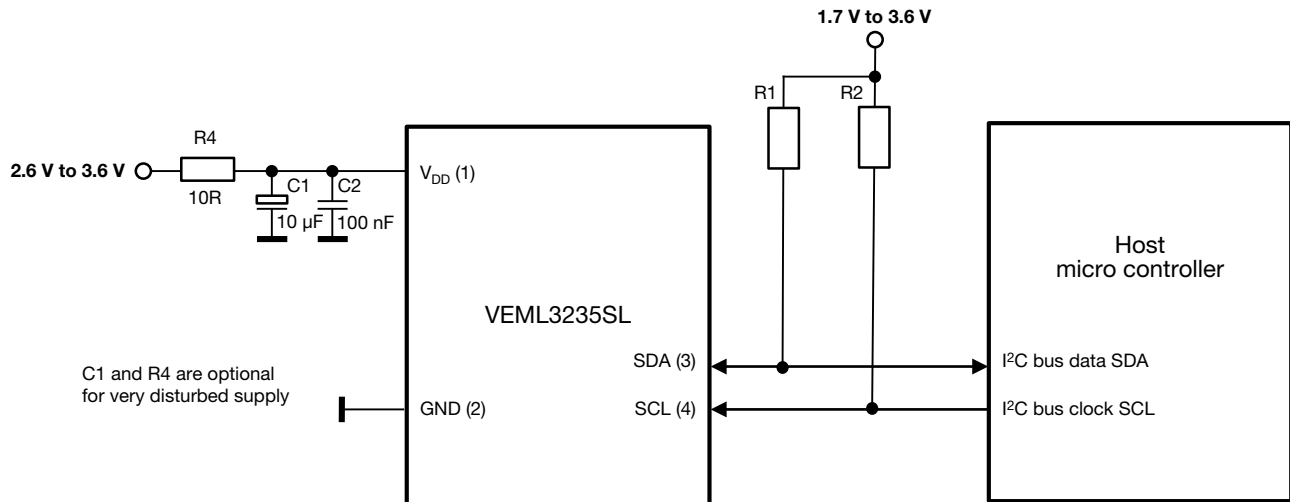 1.7 V to 3.6 V
R1
R2
R4
2.6 V to 3.6 V
10R
C1
C2
10 µF
100 nF
V_DD (1)
Host
micro controller
VEML3235SL
SDA (3)
I²C bus data SDA
C1 and R4 are optional
for very disturbed supply
GND (2)
SCL (4)
I²C bus clock SCL